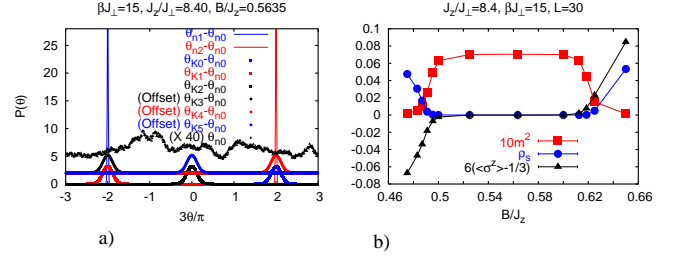 βJ⊥=15, Jz/J⊥=8.40, B/Jz=0.5635
P(θ)
28
25
20
15
10
5
0
θn1-θn0
θn2-θn0
θK0-θn0
θK1-θn0
θK2-θn0
(Offset) θK3-θn0
(Offset) θK4-θn0
(Offset) θK5-θn0
(X 40) θn0
-3 -2 -1 0 1 2 3
3θ/π
a)
Jz/J⊥=8.4, βJ⊥=15, L=30
0.1
0.08
0.06
0.04
0.02
0
-0.02
-0.04
-0.06
-0.08
10m²
ρs
6(<σᶻ>-1/3)
0.46 0.5 0.54 0.58 0.62 0.66
B/Jz
b)